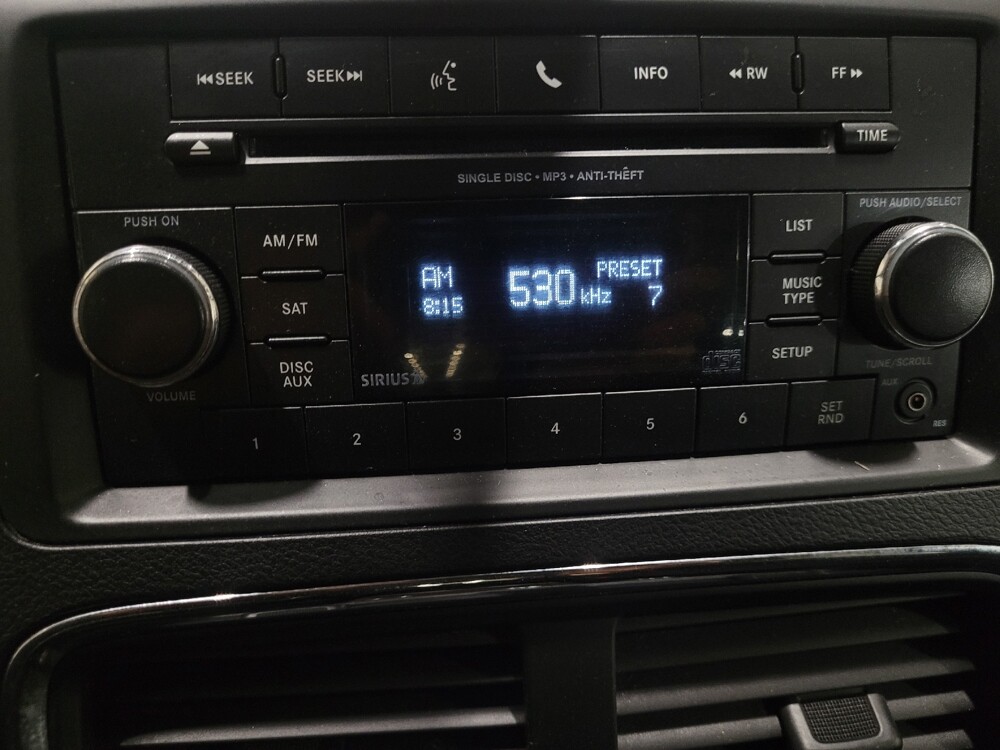 SEEK
SEEK
INFO
RW
FF
TIME
SINGLE DISC • MP3 • ANTI-THEFT
PUSH ON
VOLUME
AM/FM
SAT
DISC
AUX
AM
8:15
530 kHz
PRESET
7
SIRIUS
LIST
MUSIC
TYPE
SETUP
PUSH AUDIO/SELECT
TUNE/SCROLL
AUX
RES
1
2
3
4
5
6
SET
RND